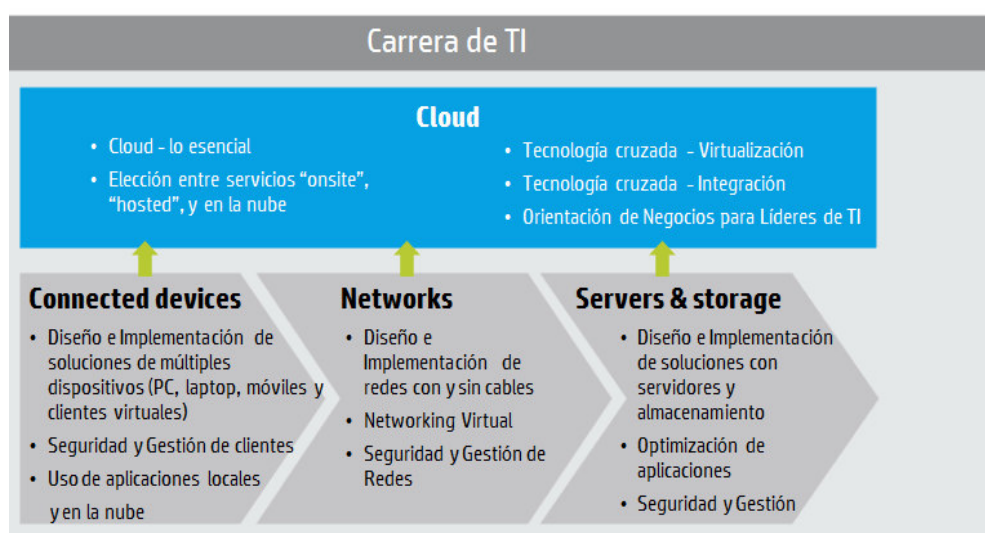 Carrera de TI
Cloud
• Cloud - lo esencial
• Elección entre servicios “onsite”,
“hosted”, y en la nube
• Tecnología cruzada - Virtualización
• Tecnología cruzada - Integración
• Orientación de Negocios para Líderes de TI
Connected devices
• Diseño e Implementación de
soluciones de múltiples
dispositivos (PC, laptop, móviles y
clientes virtuales)
• Seguridad y Gestión de clientes
• Uso de aplicaciones locales
y en la nube
Networks
• Diseño e
Implementación de
redes con y sin cables
• Networking Virtual
• Seguridad y Gestión de
Redes
Servers & storage
• Diseño e Implementación
de soluciones con
servidores y
almacenamiento
• Optimización de
aplicaciones
• Seguridad y Gestión